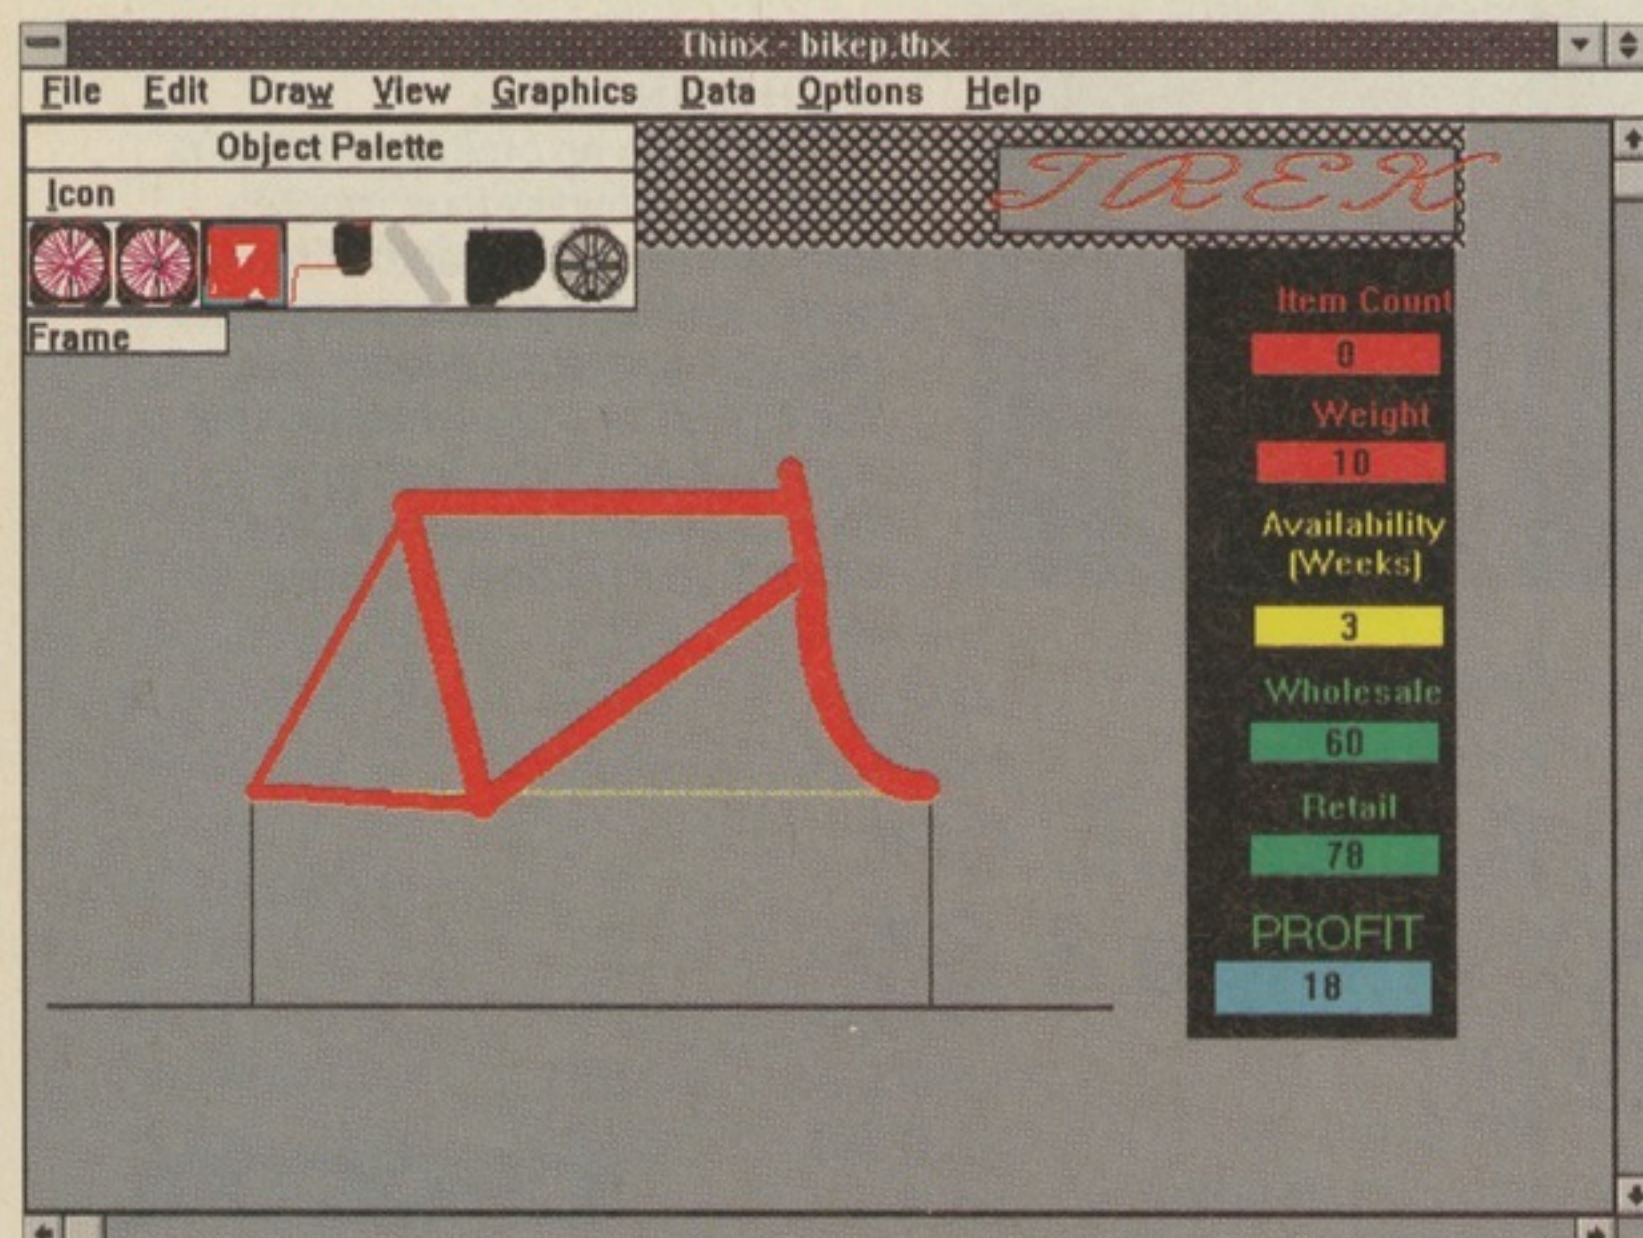 Thinx - bikep.thx
File Edit Draw View Graphics Data Options Help
Object Palette
Icon
Frame
TREK
Item Count
0
Weight
10
Availability
(Weeks)
3
Wholesale
60
Retail
78
PROFIT
18